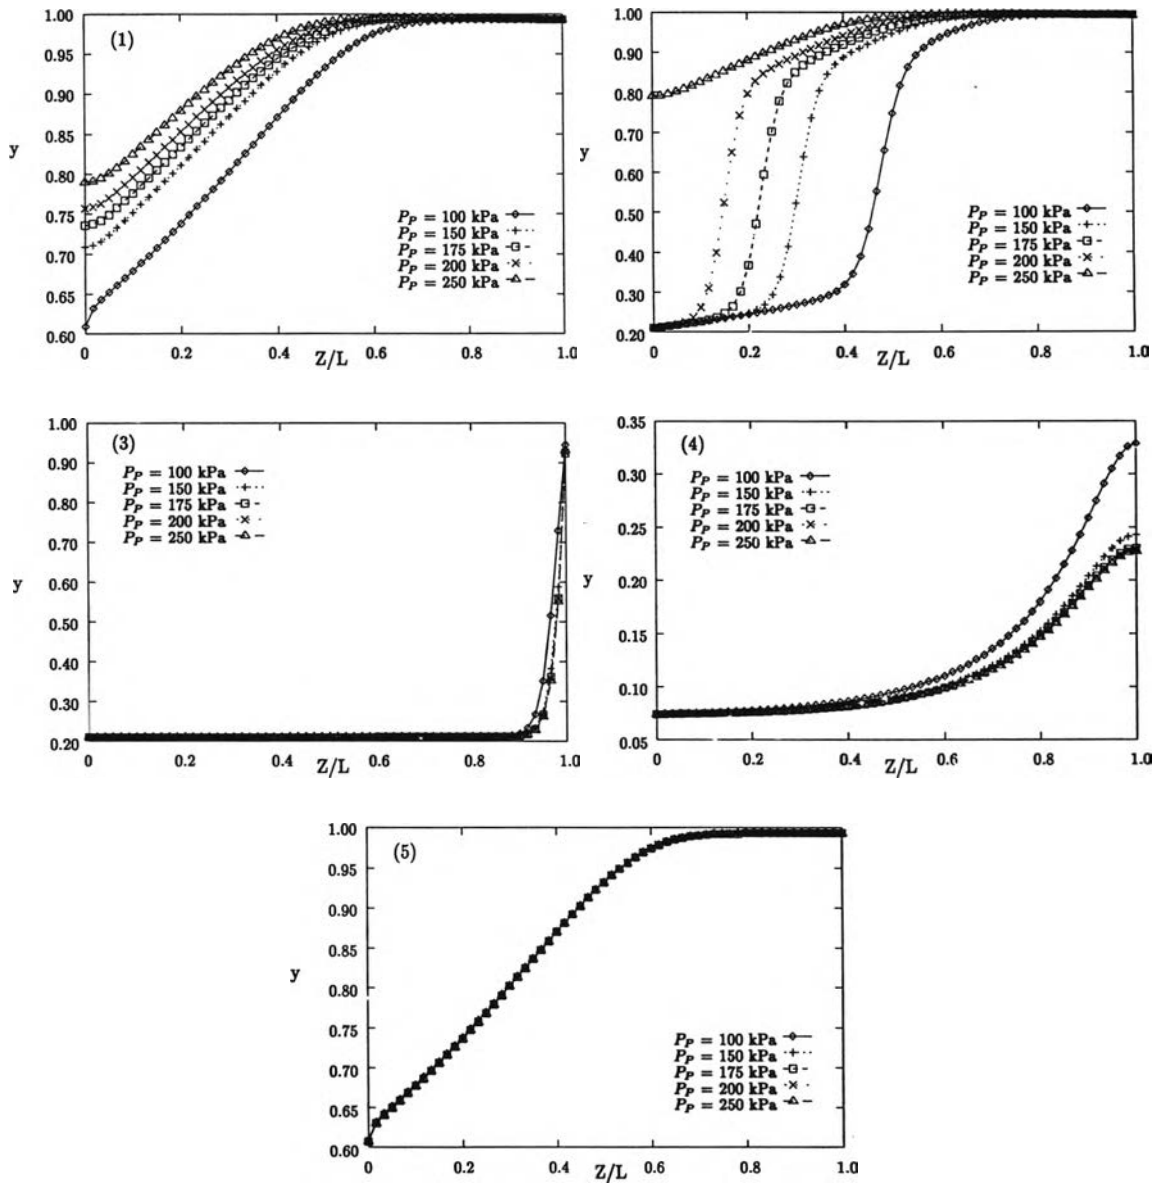 (1)
1.00
0.95
0.90
0.85
0.80
0.75
0.70
0.65
0.60
y
0
0.2
0.4
0.6
0.8
1.0
Z/L
P_P = 100 kPa
P_P = 150 kPa
P_P = 175 kPa
P_P = 200 kPa
P_P = 250 kPa
1.00
0.90
0.80
0.70
0.60
0.50
0.40
0.30
0.20
y
0
0.2
0.4
0.6
0.8
1.0
Z/L
P_P = 100 kPa
P_P = 150 kPa
P_P = 175 kPa
P_P = 200 kPa
P_P = 250 kPa
(3)
1.00
0.90
0.80
0.70
0.60
0.50
0.40
0.30
0.20
y
0
0.2
0.4
0.6
0.8
1.0
Z/L
P_P = 100 kPa
P_P = 150 kPa
P_P = 175 kPa
P_P = 200 kPa
P_P = 250 kPa
(4)
0.35
0.30
0.25
0.20
0.15
0.10
0.05
y
0
0.2
0.4
0.6
0.8
1.0
Z/L
P_P = 100 kPa
P_P = 150 kPa
P_P = 175 kPa
P_P = 200 kPa
P_P = 250 kPa
(5)
1.00
0.95
0.90
0.85
0.80
0.75
0.70
0.65
0.60
y
0
0.2
0.4
0.6
0.8
1.0
Z/L
P_P = 100 kPa
P_P = 150 kPa
P_P = 175 kPa
P_P = 200 kPa
P_P = 250 kPa